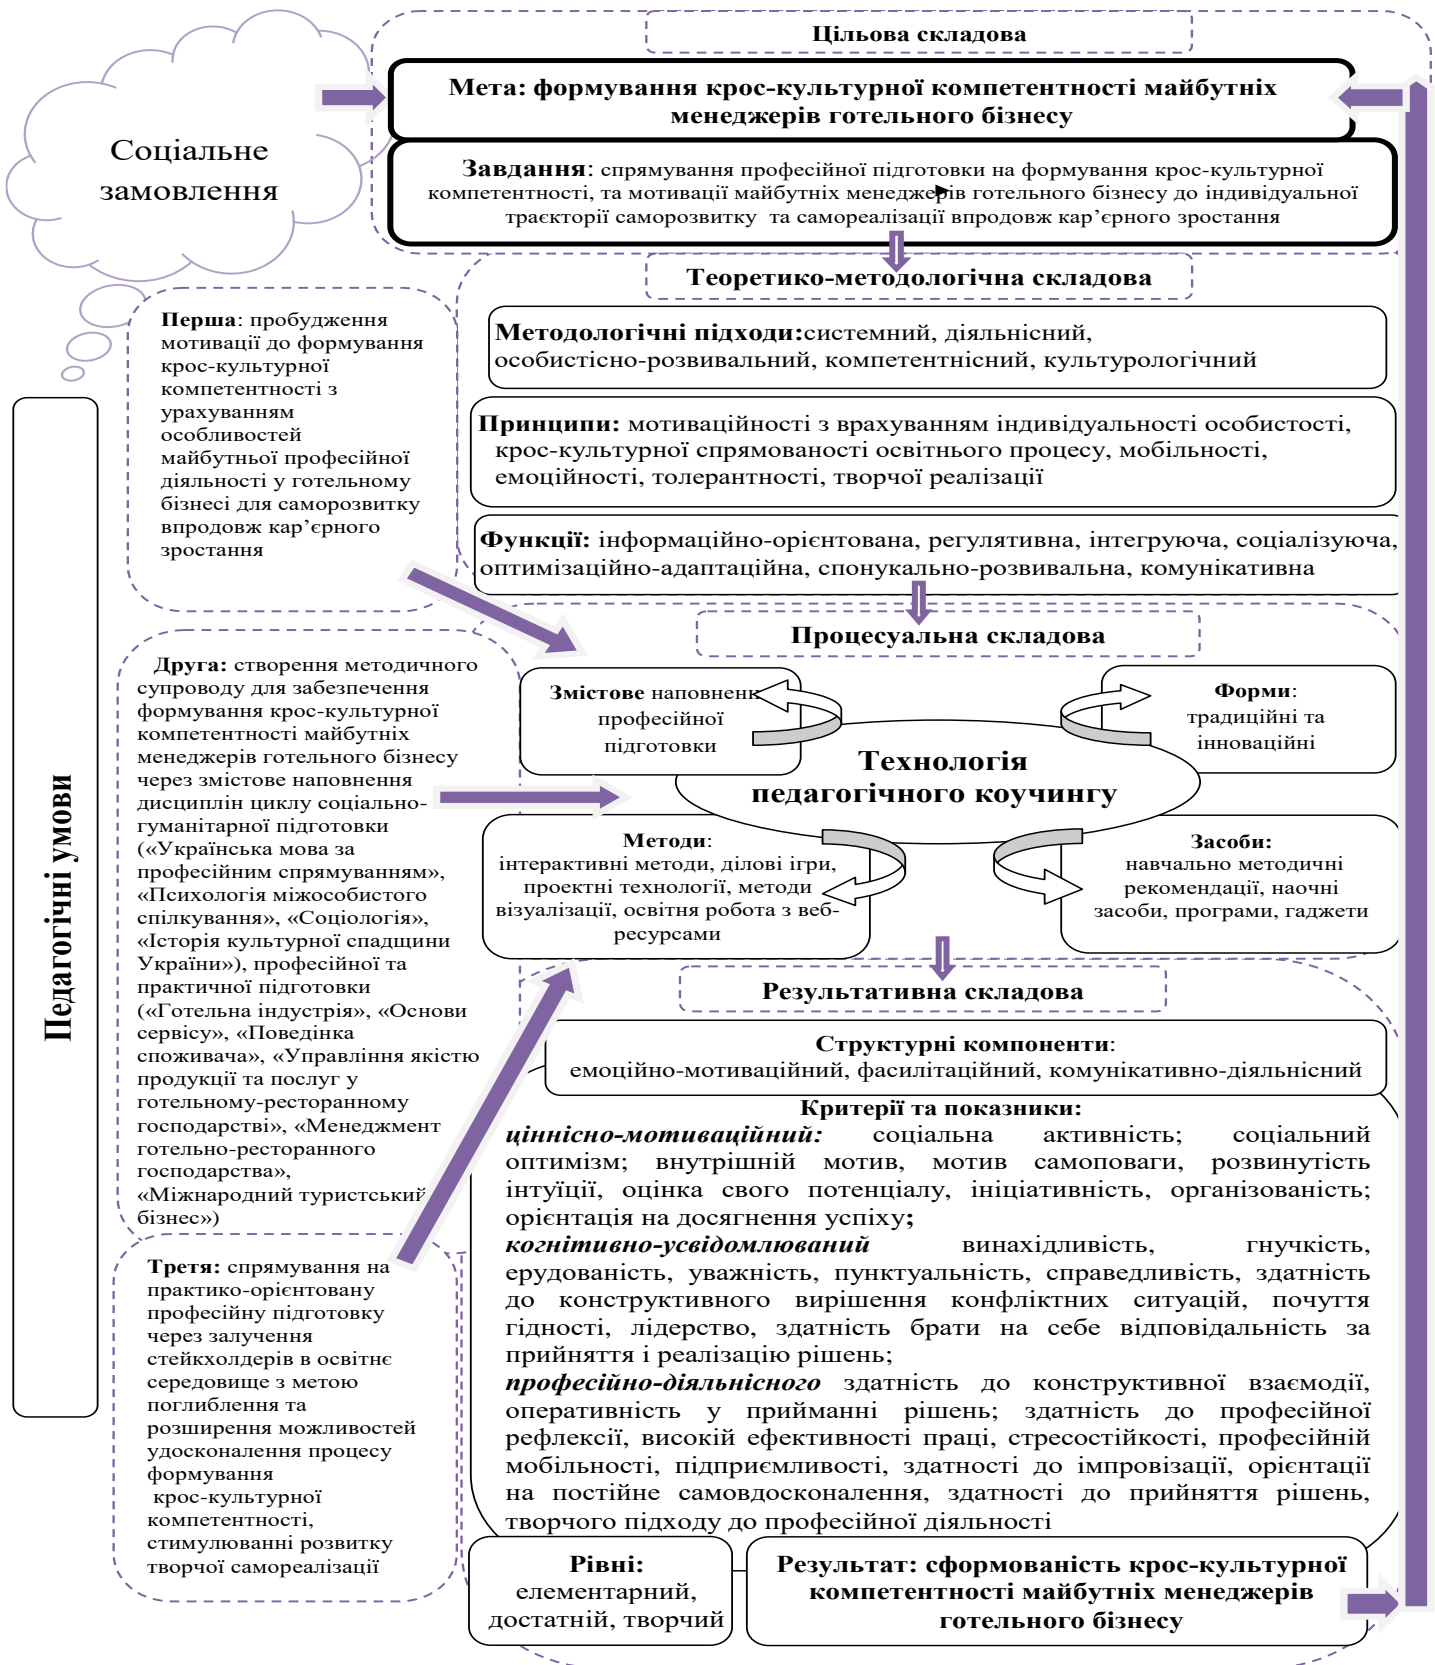 Цільова складова
Мета: формування крос-культурної компетентності майбутніх
менеджерів готельного бізнесу
Соціальне
замовлення
Завдання: спрямування професійної підготовки на формування крос-культурної
компетентності, та мотивації майбутніх менеджерів готельного бізнесу до індивідуальної
траєкторії саморозвитку та самореалізації впродовж кар’єрного зростання
Теоретико-методологічна складова
Методологічні підходи:системний, діяльнісний,
особистісно-розвивальний, компетентнісний, культурологічний
Принципи: мотиваційності з врахуванням індивідуальності особистості,
крос-культурної спрямованості освітнього процесу, мобільності,
емоційності, толерантності, творчої реалізації
Функції: інформаційно-орієнтована, регулятивна, інтегруюча, соціалізуюча,
оптимізаційно-адаптаційна, спонукально-розвивальна, комунікативна
Педагогічні умови
Перша: пробудження
мотивації до формування
крос-культурної
компетентності з
урахуванням
особливостей
майбутньої професійної
діяльності у готельному
бізнесі для саморозвитку
впродовж кар’єрного
зростання
Друга: створення методичного
супроводу для забезпечення
формування крос-культурної
компетентності майбутніх
менеджерів готельного бізнесу
через змістове наповнення
дисциплін циклу соціально-
гуманітарної підготовки
(«Українська мова за
професійним спрямуванням»,
«Психологія міжособистого
спілкування», «Соціологія»,
«Історія культурної спадщини
України»), професійної та
практичної підготовки
(«Готельна індустрія», «Основи
сервісу», «Поведінка
споживача», «Управління якістю
продукції та послуг у
готельному-ресторанному
господарстві», «Менеджмент
готельно-ресторанного
господарства»,
«Міжнародний туристський
бізнес»)
Третя: спрямування на
практико-орієнтовану
професійну підготовку
через залучення
стейкхолдерів в освітнє
середовище з метою
поглиблення та
розширення можливостей
удосконалення процесу
формування
крос-культурної
компетентності,
стимулюванні розвитку
творчої самореалізації
Процесуальна складова
Змістове наповнен
професійної
підготовки
Форми:
традиційні та
інноваційні
Технологія
педагогічного коучингу
Методи:
інтерактивні методи, ділові ігри,
проектні технології, методи
візуалізації, освітня робота з веб-
ресурсами
Засоби:
навчально методичні
рекомендації, наочні
засоби, програми, гаджети
Результативна складова
Структурні компоненти:
емоційно-мотиваційний, фасилітаційний, комунікативно-діяльнісний
Критерії та показники:
ціннісно-мотиваційний: соціальна активність; соціальний
оптимізм; внутрішній мотив, мотив самоповаги, розвинутість
інтуїції, оцінка свого потенціалу, ініціативність, організованість;
орієнтація на досягнення успіху;
когнітивно-усвідомлюваний винахідливість, гнучкість,
ерудованість, уважність, пунктуальність, справедливість, здатність
до конструктивного вирішення конфліктних ситуацій, почуття
гідності, лідерство, здатність брати на себе відповідальність за
прийняття і реалізацію рішень;
професійно-діяльнісного здатність до конструктивної взаємодії,
оперативність у прийманні рішень; здатність до професійної
рефлексії, високій ефективності праці, стресостійкості, професійній
мобільності, підприємливості, здатності до імпровізації, орієнтації
на постійне самовдосконалення, здатності до прийняття рішень,
творчого підходу до професійної діяльності
Рівні:
елементарний,
достатній, творчий
Результат: сформованість крос-культурної
компетентності майбутніх менеджерів
готельного бізнесу